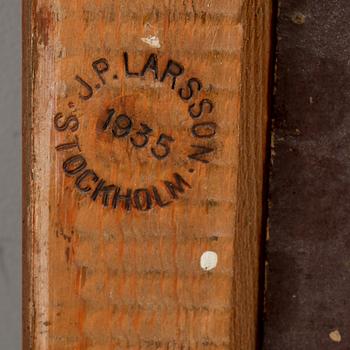 J.P. LARSSON.
1935
·STOCKHOLM.